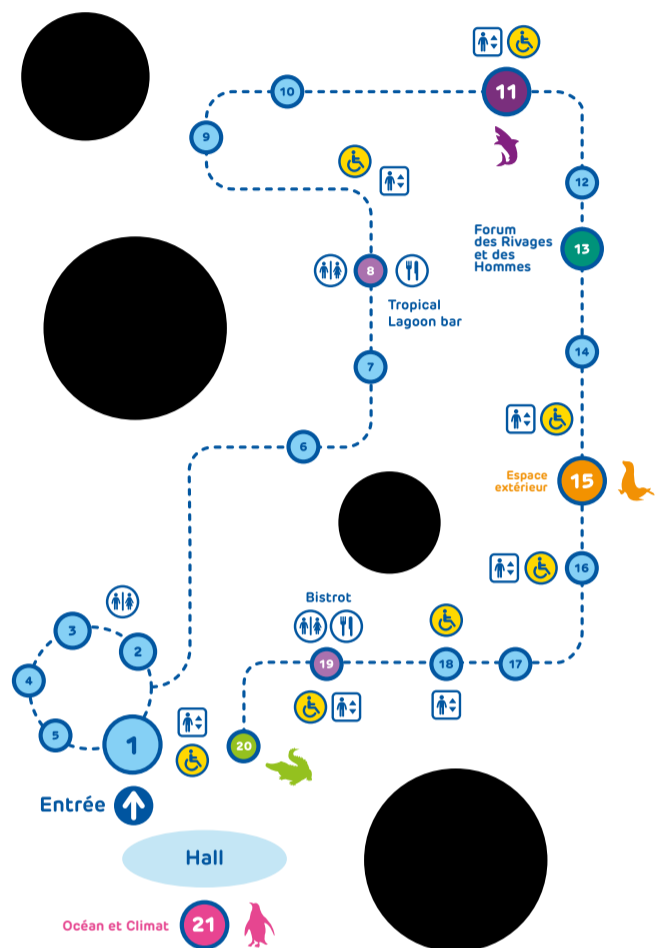 11
10
9
12
Forum
des Rivages
et des
Hommes
13
8
Tropical
Lagoon bar
14
7
6
Espace
extérieur
15
16
Bistrot
3
2
19
18
17
4
5
1
20
Entrée
Hall
Océan et Climat
21